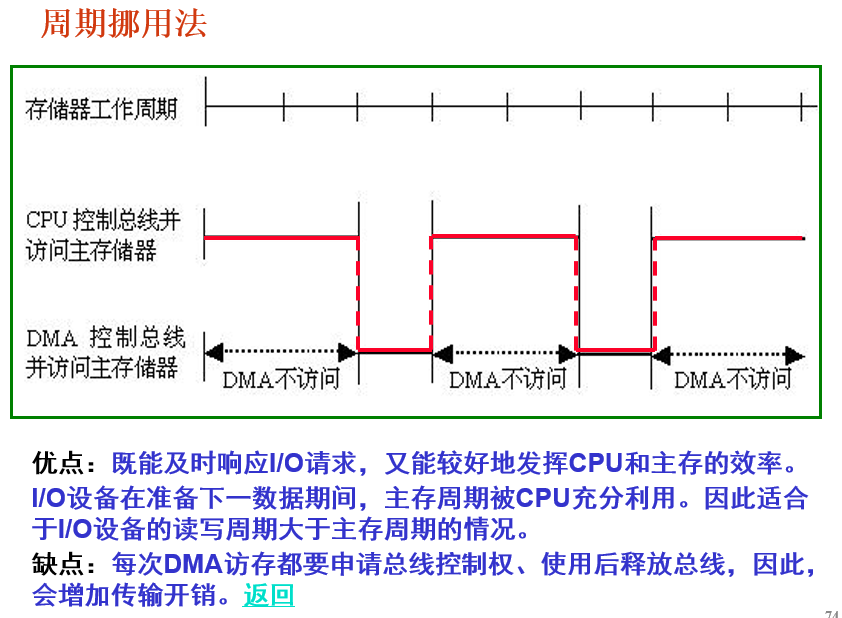 周期挪用法
存储器工作周期
CPU 控制总线并
访问主存储器
DMA 控制总线
并访问主存储器
DMA不访问
DMA不访问
DMA不访问
优点：既能及时响应I/O请求，又能较好地发挥CPU和主存的效率。
I/O设备在准备下一数据期间，主存周期被CPU充分利用。因此适合
于I/O设备的读写周期大于主存周期的情况。
缺点：每次DMA访存都要申请总线控制权、使用后释放总线，因此，
会增加传输开销。返回
74